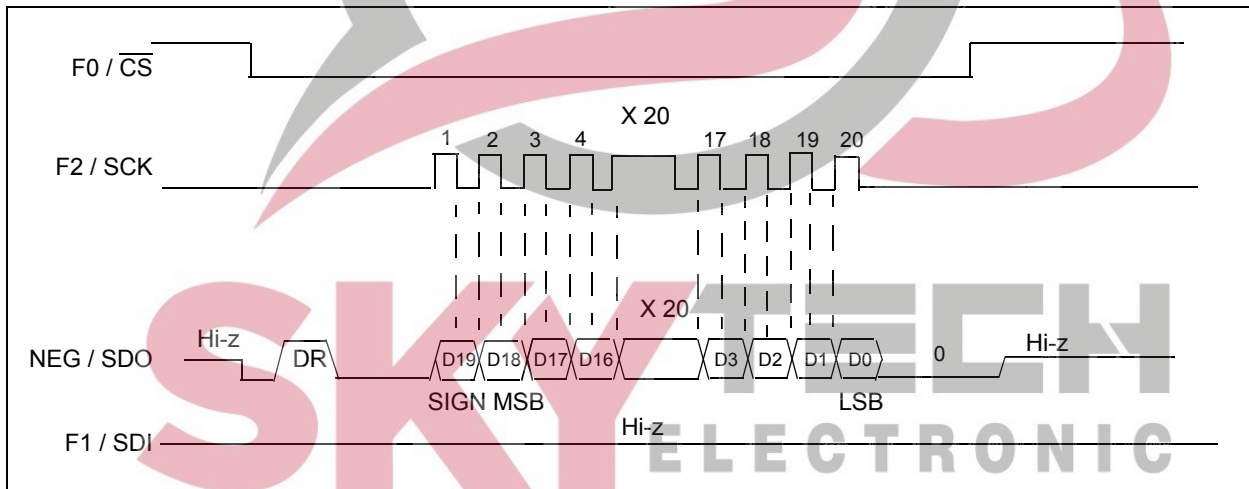 F0 / CS
X 20
1 2 3 4 17 18 19 20
F2 / SCK
X 20
Hi-z DR 0 Hi-z
NEG / SDO
D19 D18 D17 D16 D3 D2 D1 D0
SIGN MSB LSB
Hi-z
F1 / SDI
SKY TECH
ELECTRONIC